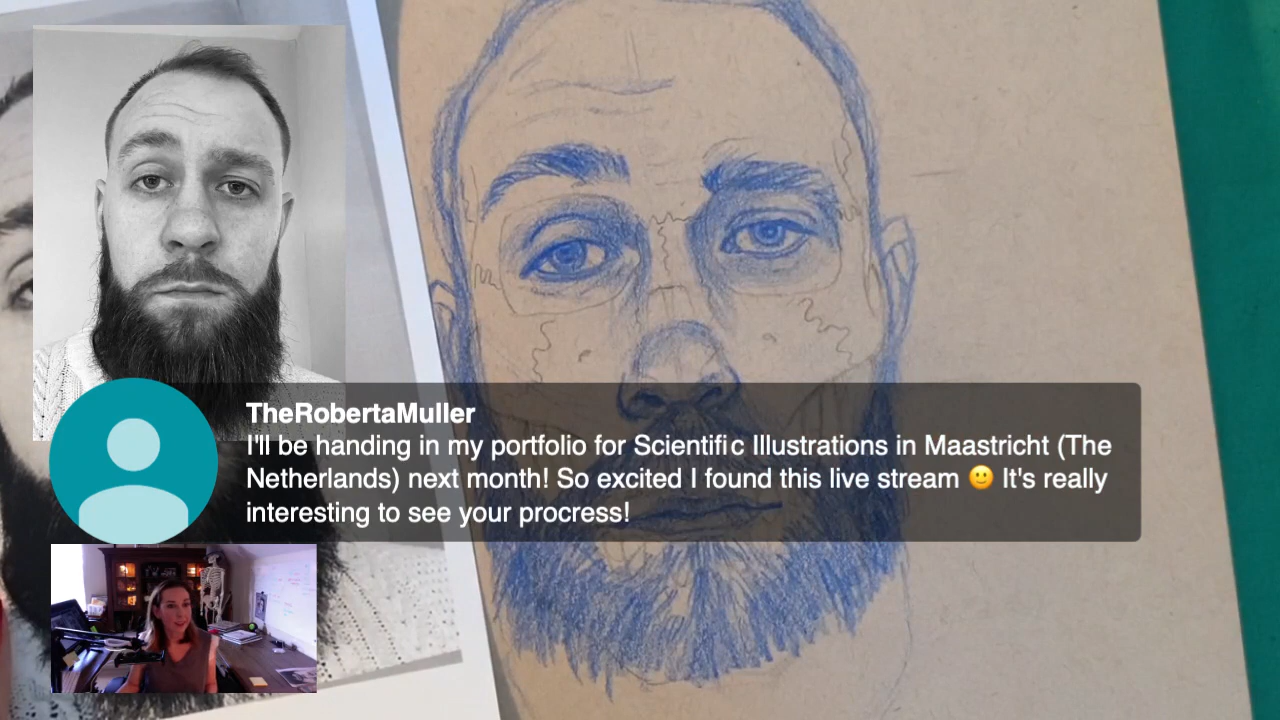 TheRobertaMuller
I'll be handing in my portfolio for Scientific Illustrations in Maastricht (The
Netherlands) next month! So excited I found this live stream 🙂 It's really
interesting to see your procress!